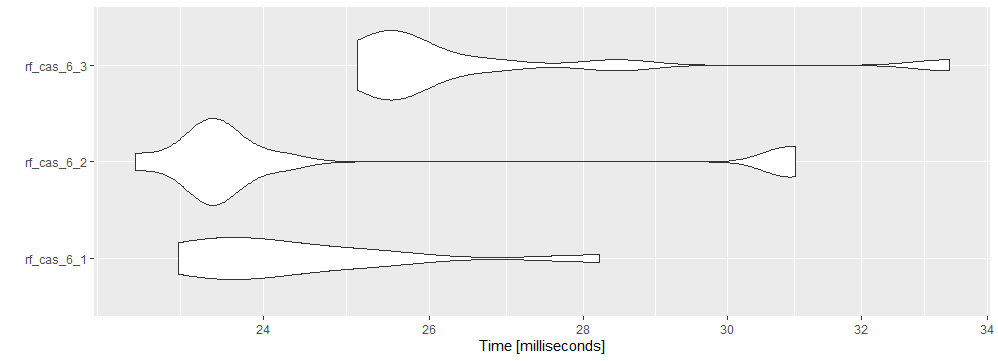 rf_cas_6_3
rf_cas_6_2
rf_cas_6_1
24 26 28 30 32 34
Time [milliseconds]